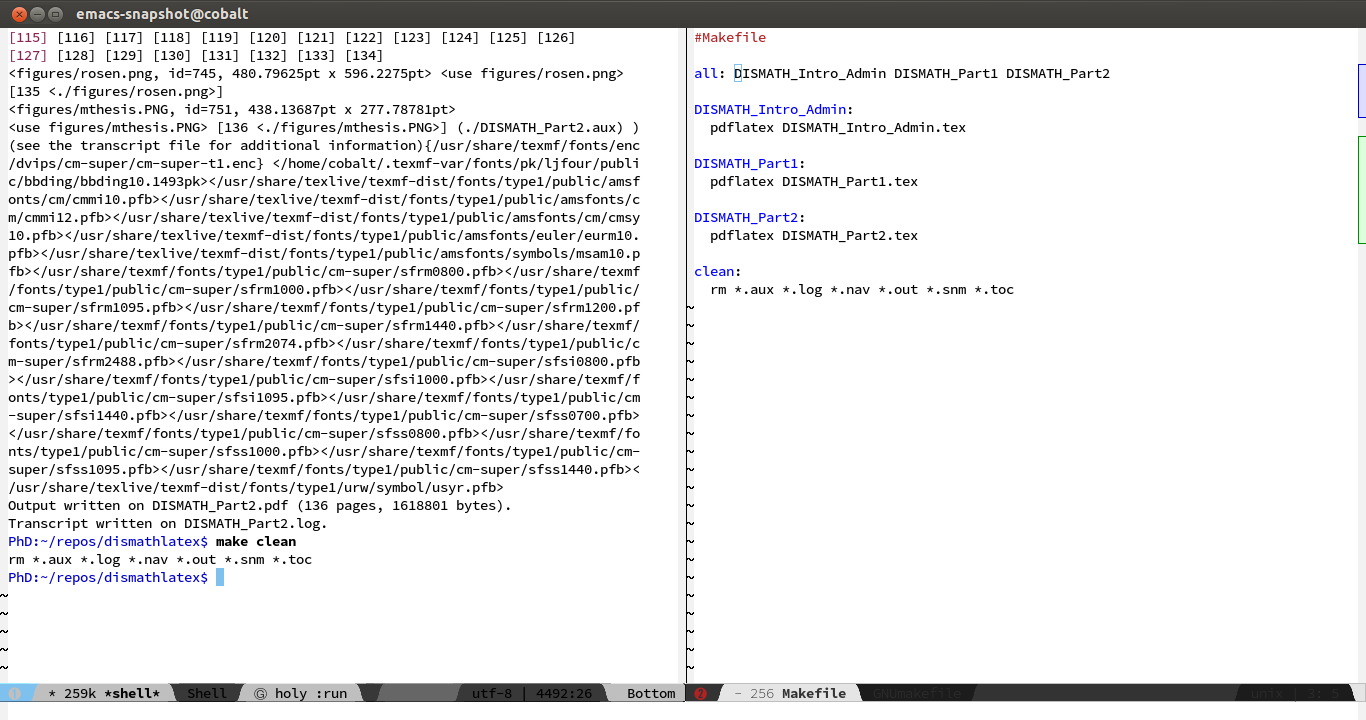 emacs-snapshot@cobalt
[115] [116] [117] [118] [119] [120] [121] [122] [123] [124] [125] [126]
[127] [128] [129] [130] [131] [132] [133] [134]
<figures/rosen.png, id=745, 480.79625pt x 596.2275pt> <use figures/rosen.png>
[135 <./figures/rosen.png>]
<figures/mthesis.PNG, id=751, 438.13687pt x 277.78781pt>
<use figures/mthesis.PNG> [136 <./figures/mthesis.PNG>] (./DISMATH_Part2.aux) )
(see the transcript file for additional information){/usr/share/texmf/fonts/enc
/dvips/cm-super/cm-super-t1.enc} </home/cobalt/.texmf-var/fonts/pk/ljfour/publi
c/bbding/bbding10.1493pk></usr/share/texlive/texmf-dist/fonts/type1/public/amsf
onts/cm/cmmi10.pfb></usr/share/texlive/texmf-dist/fonts/type1/public/amsfonts/c
m/cmmi12.pfb></usr/share/texlive/texmf-dist/fonts/type1/public/amsfonts/cm/cmsy
10.pfb></usr/share/texlive/texmf-dist/fonts/type1/public/amsfonts/euler/eurm10.
pfb></usr/share/texlive/texmf-dist/fonts/type1/public/amsfonts/symbols/msam10.p
fb></usr/share/texmf/fonts/type1/public/cm-super/sfrm0800.pfb></usr/share/texmf
/fonts/type1/public/cm-super/sfrm1000.pfb></usr/share/texmf/fonts/type1/public/
cm-super/sfrm1095.pfb></usr/share/texmf/fonts/type1/public/cm-super/sfrm1200.pf
b></usr/share/texmf/fonts/type1/public/cm-super/sfrm1440.pfb></usr/share/texmf/
fonts/type1/public/cm-super/sfrm2074.pfb></usr/share/texmf/fonts/type1/public/c
m-super/sfrm2488.pfb></usr/share/texmf/fonts/type1/public/cm-super/sfsi0800.pfb
></usr/share/texmf/fonts/type1/public/cm-super/sfsi1000.pfb></usr/share/texmf/f
onts/type1/public/cm-super/sfsi1095.pfb></usr/share/texmf/fonts/type1/public/cm
-super/sfsi1440.pfb></usr/share/texmf/fonts/type1/public/cm-super/sfss0700.pfb>
</usr/share/texmf/fonts/type1/public/cm-super/sfss0800.pfb></usr/share/texmf/fo
nts/type1/public/cm-super/sfss1000.pfb></usr/share/texmf/fonts/type1/public/cm-
super/sfss1095.pfb></usr/share/texmf/fonts/type1/public/cm-super/sfss1440.pfb><
/usr/share/texlive/texmf-dist/fonts/type1/urw/symbol/usyr.pfb>
Output written on DISMATH_Part2.pdf (136 pages, 1618801 bytes).
Transcript written on DISMATH_Part2.log.
PhD:~/repos/dismathlatex$ make clean
rm *.aux *.log *.nav *.out *.snm *.toc
PhD:~/repos/dismathlatex$
① * 259k *shell* Shell Ⓖ holy :run utf-8 | 4492:26 Bottom
#Makefile
all: DISMATH_Intro_Admin DISMATH_Part1 DISMATH_Part2
DISMATH_Intro_Admin:
pdflatex DISMATH_Intro_Admin.tex
DISMATH_Part1:
pdflatex DISMATH_Part1.tex
DISMATH_Part2:
pdflatex DISMATH_Part2.tex
clean:
rm *.aux *.log *.nav *.out *.snm *.toc
❷ - 256 Makefile GNUmakefile unix | 3: 5